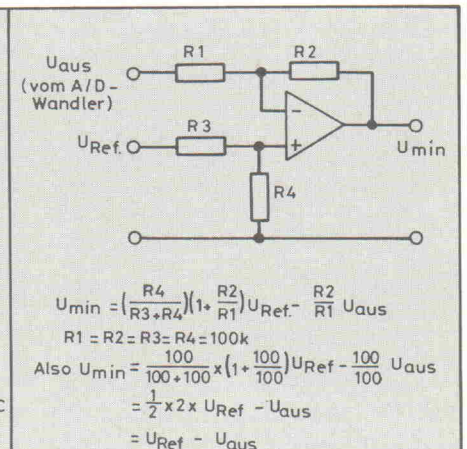 R1
R2
Uaus
(vom A/D-
Wandler)
URef.
R3
-
+
Umin
R4
Umin = (R4/R3+R4)(1+ R2/R1) URef.- R2/R1 Uaus
R1 = R2 = R3 = R4 = 100k
Also Umin = 100/100+100 x (1+ 100/100) URef - 100/100 Uaus
= 1/2 x 2 x URef - Uaus
= URef - Uaus
c